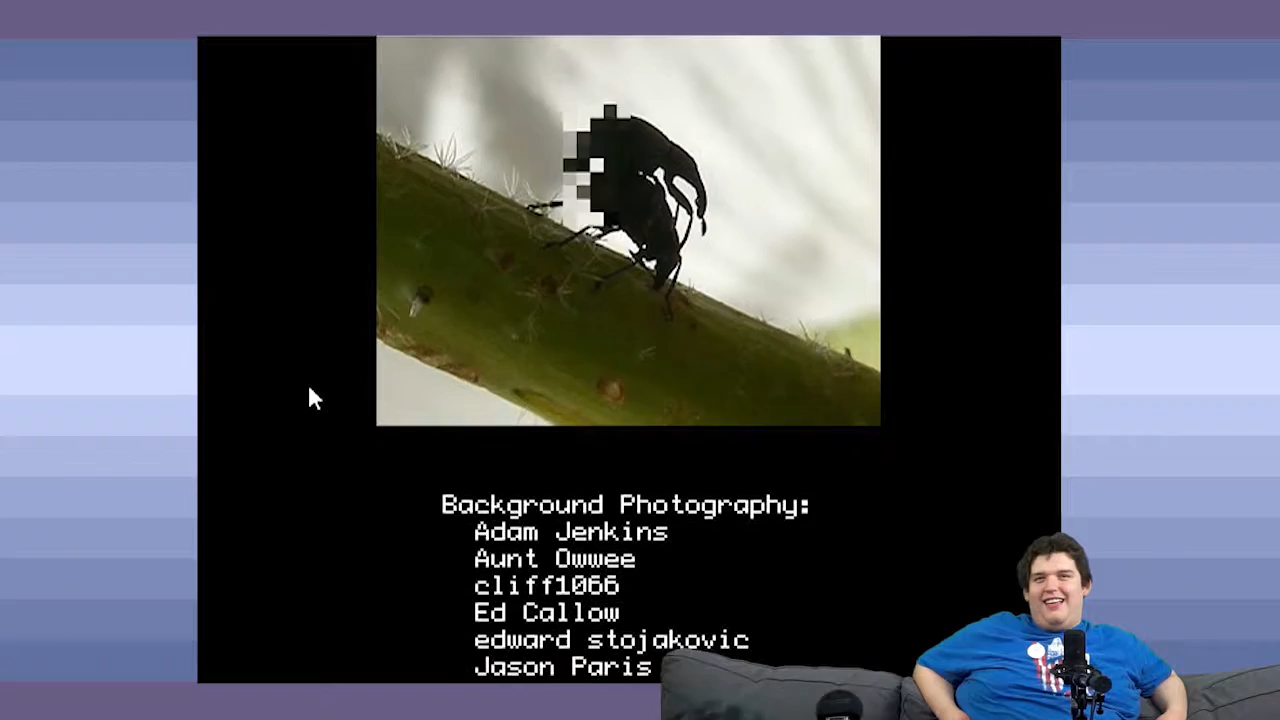 Background Photography:
Adam Jenkins
Aunt Owwee
cliff1066
Ed Callow
edward stojakovic
Jason Paris